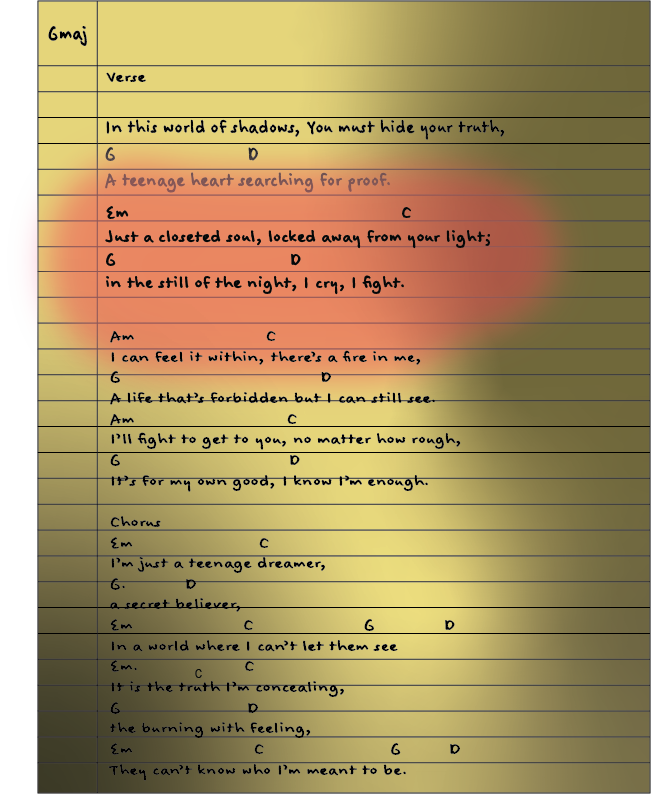 Gmaj
Verse
In this world of shadows, You must hide your truth,
G D
A teenage heart searching for proof.
Em C
Just a closeted soul, locked away from your light;
G D
in the still of the night, I cry, I fight.
Am C
I can feel it within, there's a fire in me,
G D
A life that's forbidden but I can still see.
Am C
I'll fight to get to you, no matter how rough,
G D
It's for my own good, I know I'm enough.
Chorus
Em C
I'm just a teenage dreamer,
G. D
a secret believer,
Em C G D
In a world where I can't let them see
Em. C C
It is the truth I'm concealing,
G D
the burning with feeling,
Em C G D
They can't know who I'm meant to be.